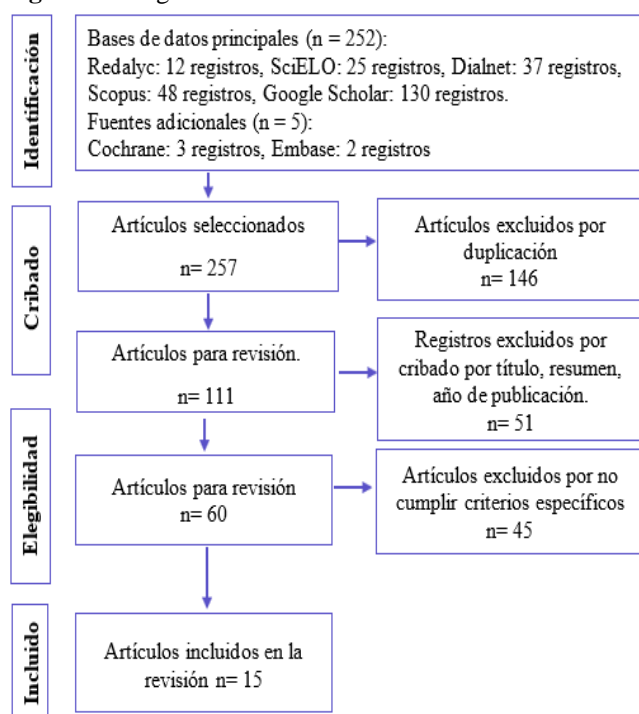 Identificación
Bases de datos principales (n = 252):
Redalyc: 12 registros, SciELO: 25 registros, Dialnet: 37 registros,
Scopus: 48 registros, Google Scholar: 130 registros.
Fuentes adicionales (n = 5):
Cochrane: 3 registros, Embase: 2 registros
Cribado
Artículos seleccionados
n= 257
Artículos excluidos por
duplicación
n= 146
Artículos para revisión.
n= 111
Registros excluidos por
cribado por título, resumen,
año de publicación.
n= 51
Elegibilidad
Artículos para revisión
n= 60
Artículos excluidos por no
cumplir criterios específicos
n= 45
Incluido
Artículos incluidos en la
revisión n= 15